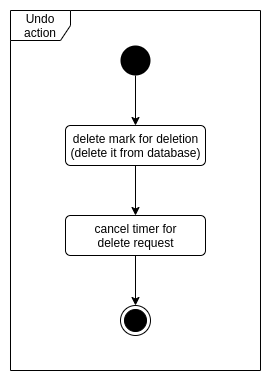 Undo
action
delete mark for deletion
(delete it from database)
cancel timer for
delete request